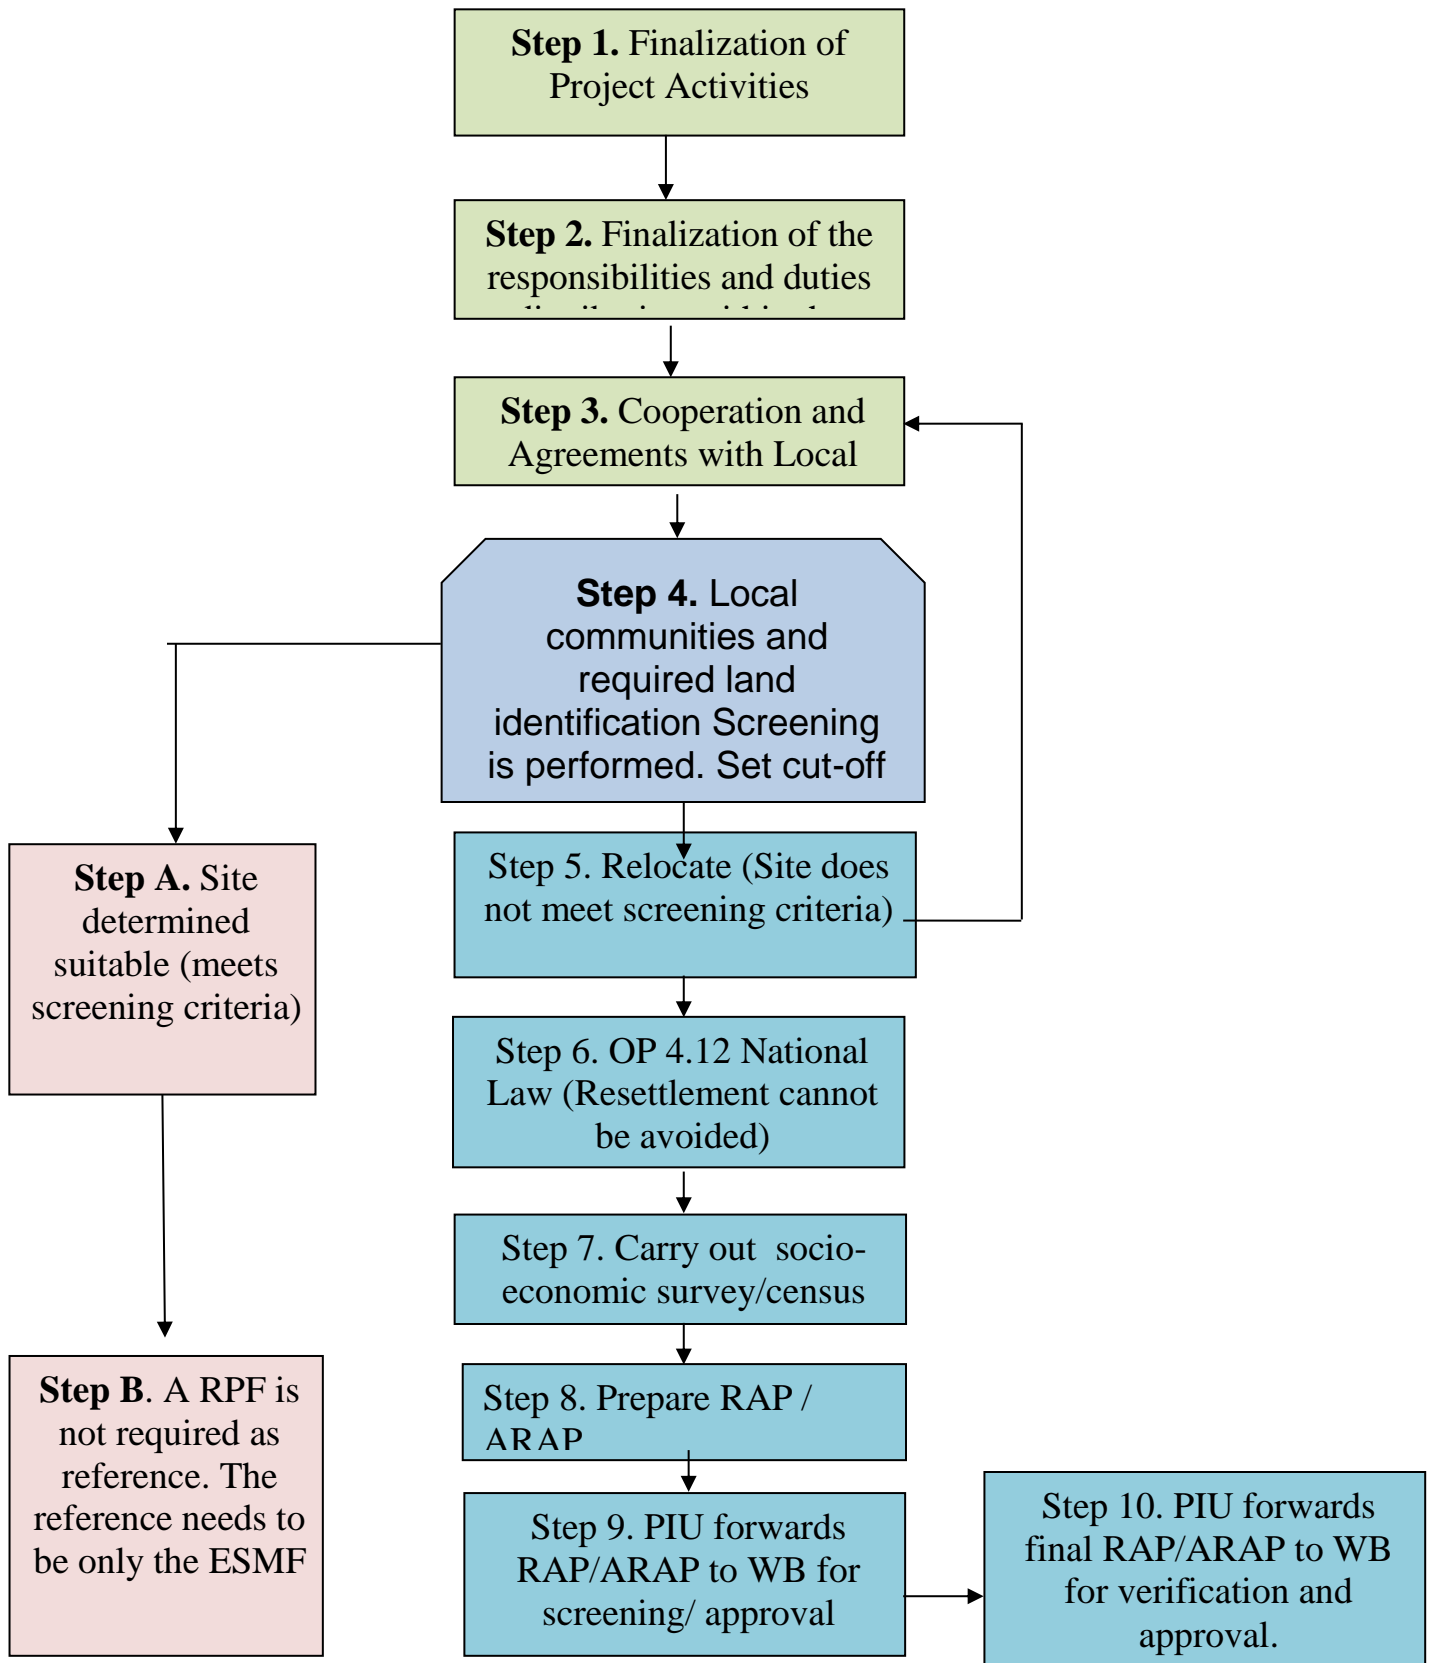 Step 1. Finalization of
Project Activities
Step 2. Finalization of the
responsibilities and duties
Step 3. Cooperation and
Agreements with Local
Step 4. Local
communities and
required land
identification Screening
is performed. Set cut-off
Step A. Site
determined
suitable (meets
screening criteria)
Step 5. Relocate (Site does
not meet screening criteria)
Step 6. OP 4.12 National
Law (Resettlement cannot
be avoided)
Step 7. Carry out  socio-
economic survey/census
Step B. A RPF is
not required as
reference. The
reference needs to
be only the ESMF
Step 8. Prepare RAP /
ARAP
Step 9. PIU forwards
RAP/ARAP to WB for
screening/ approval
Step 10. PIU forwards
final RAP/ARAP to WB
for verification and
approval.